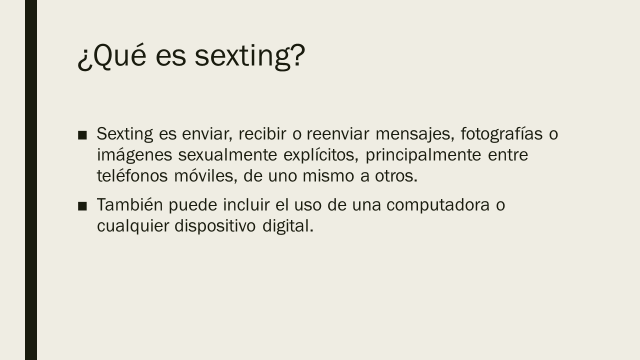 ¿Qué es sexting?
■ Sexting es enviar, recibir o reenviar mensajes, fotografías o
imágenes sexualmente explícitos, principalmente entre
teléfonos móviles, de uno mismo a otros.
■ También puede incluir el uso de una computadora o
cualquier dispositivo digital.